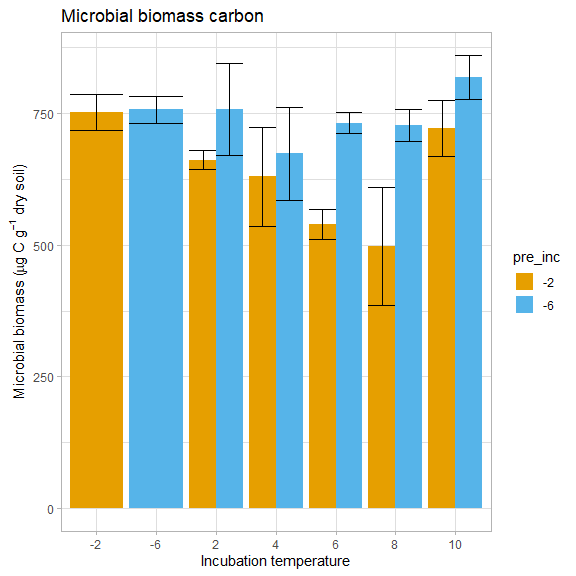 Microbial biomass carbon
Microbial biomass (μg C g⁻¹ dry soil)
750
500
250
0
-2 -6 2 4 6 8 10
Incubation temperature
pre_inc
-2
-6